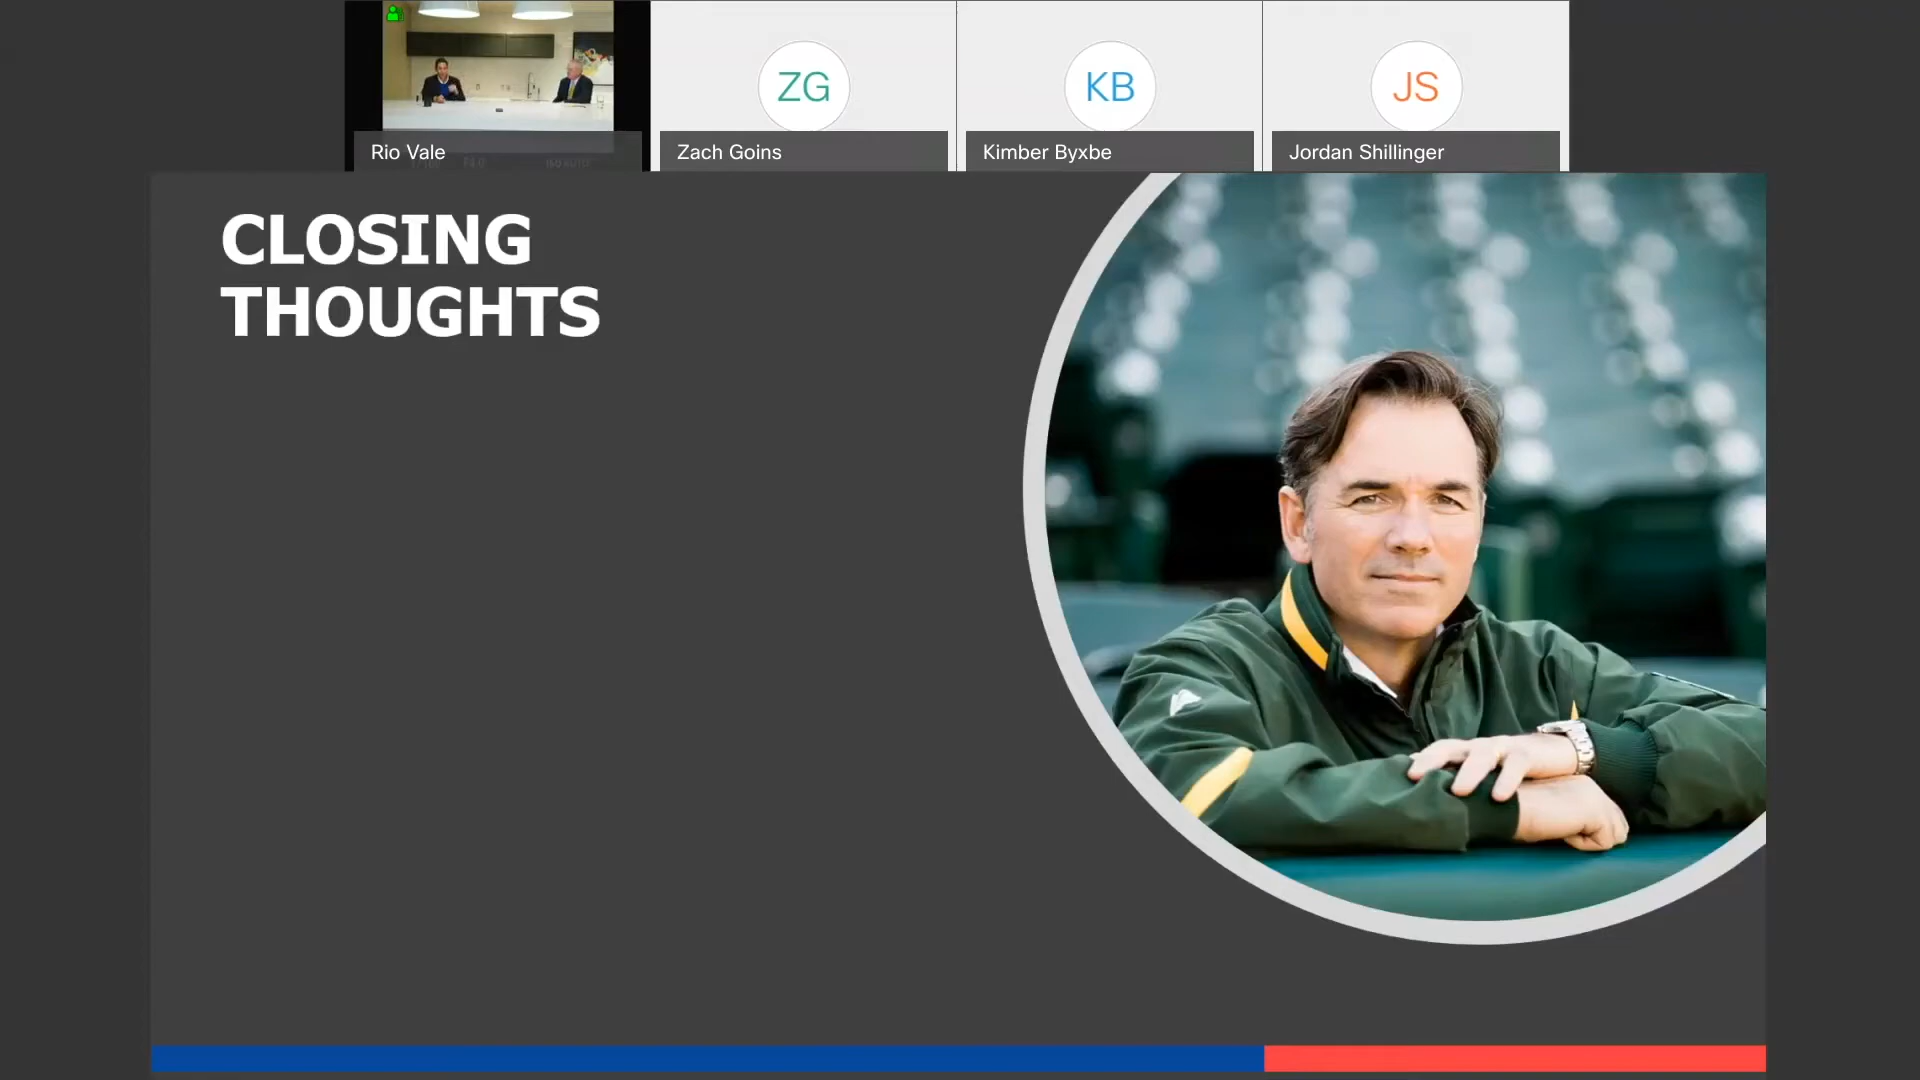 ZG
KB
JS
Rio Vale
Zach Goins
Kimber Byxbe
Jordan Shillinger
CLOSING
THOUGHTS